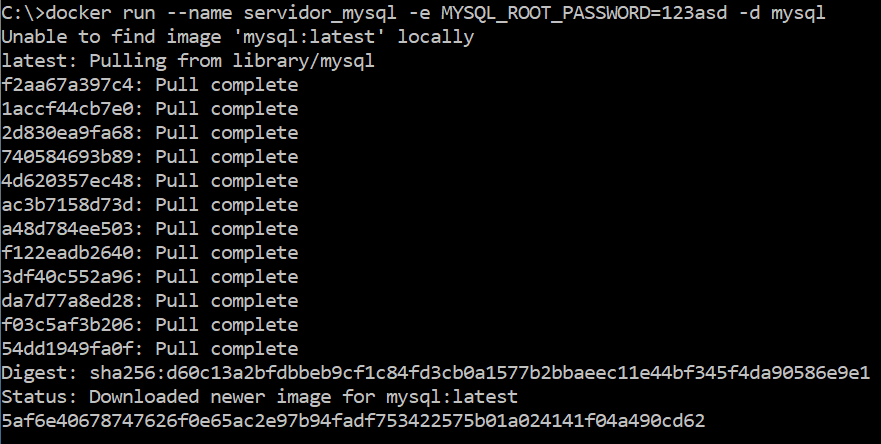 C:\>docker run --name servidor_mysql -e MYSQL_ROOT_PASSWORD=123asd -d mysql
Unable to find image 'mysql:latest' locally
latest: Pulling from library/mysql
f2aa67a397c4: Pull complete
1accf44cb7e0: Pull complete
2d830ea9fa68: Pull complete
740584693b89: Pull complete
4d620357ec48: Pull complete
ac3b7158d73d: Pull complete
a48d784ee503: Pull complete
f122eadb2640: Pull complete
3df40c552a96: Pull complete
da7d77a8ed28: Pull complete
f03c5af3b206: Pull complete
54dd1949fa0f: Pull complete
Digest: sha256:d60c13a2bfdbbeb9cf1c84fd3cb0a1577b2bbaeec11e44bf345f4da90586e9e1
Status: Downloaded newer image for mysql:latest
5af6e40678747626f0e65ac2e97b94fadf753422575b01a024141f04a490cd62